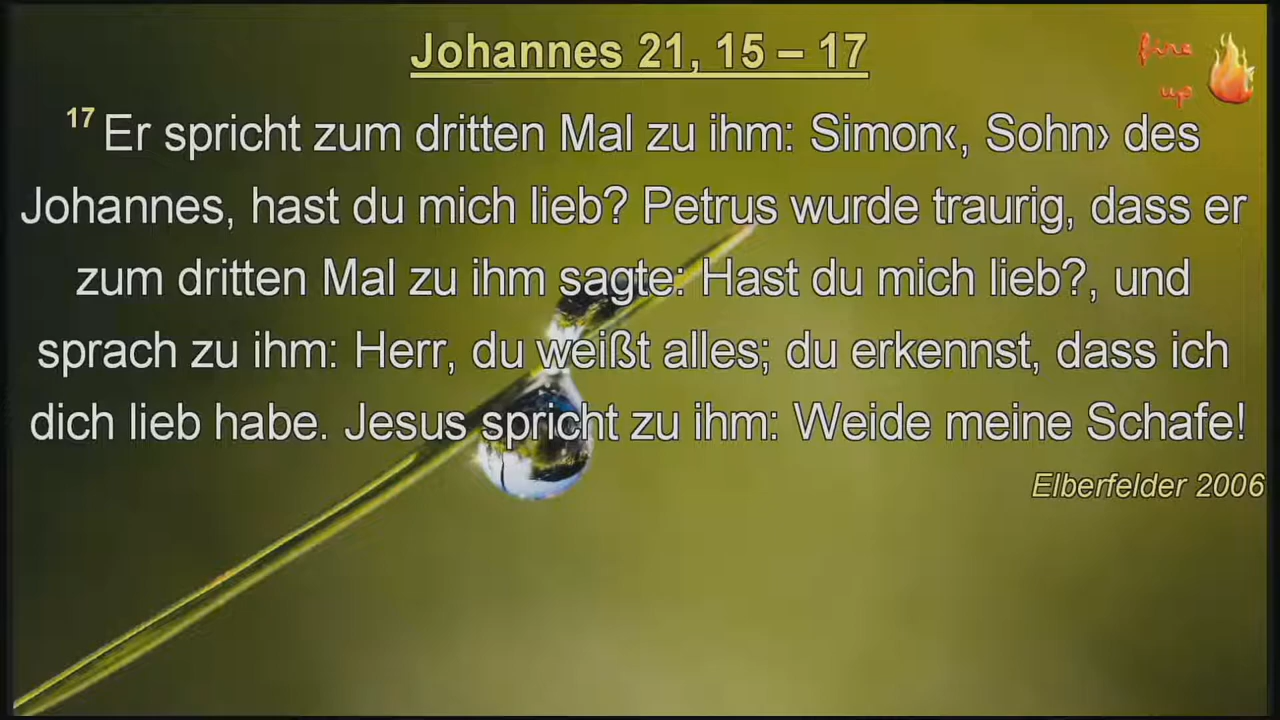 Johannes 21, 15 – 17
fire
up
17 Er spricht zum dritten Mal zu ihm: Simon‹, Sohn› des
Johannes, hast du mich lieb? Petrus wurde traurig, dass er
zum dritten Mal zu ihm sagte: Hast du mich lieb?, und
sprach zu ihm: Herr, du weißt alles; du erkennst, dass ich
dich lieb habe. Jesus spricht zu ihm: Weide meine Schafe!
Elberfelder 2006